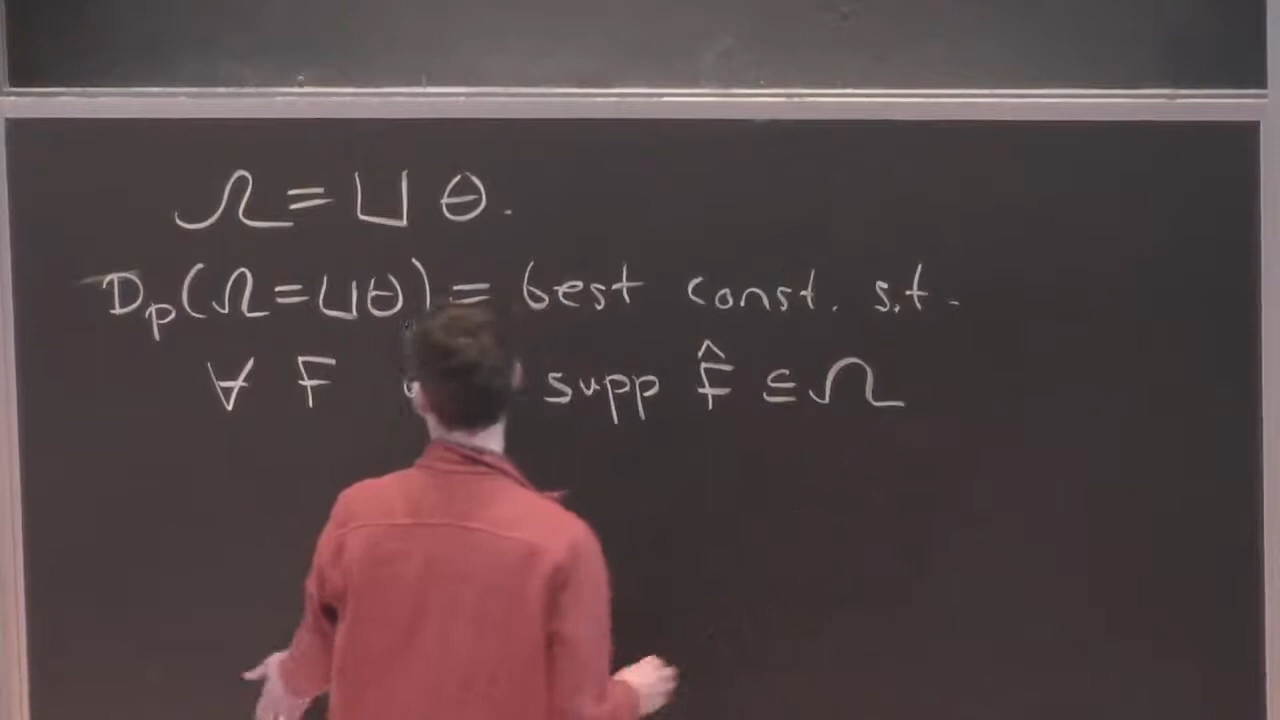 Ω = ⊔ θ.
D_p(Ω = ⊔θ) = best const. s.t.
∀ F supp F̂ ⊆ Ω